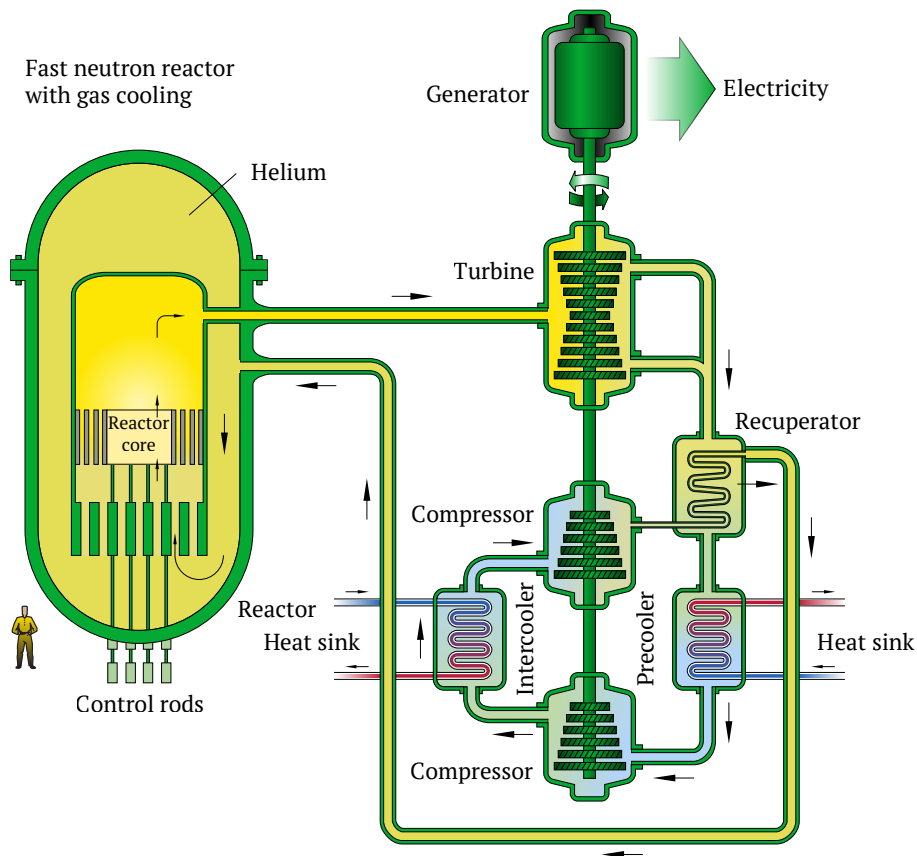 Fast neutron reactor
with gas cooling
Generator
Electricity
Helium
Turbine
Reactor
core
Recuperator
Compressor
Reactor
Heat sink
Intercooler
Precooler
Heat sink
Control rods
Compressor